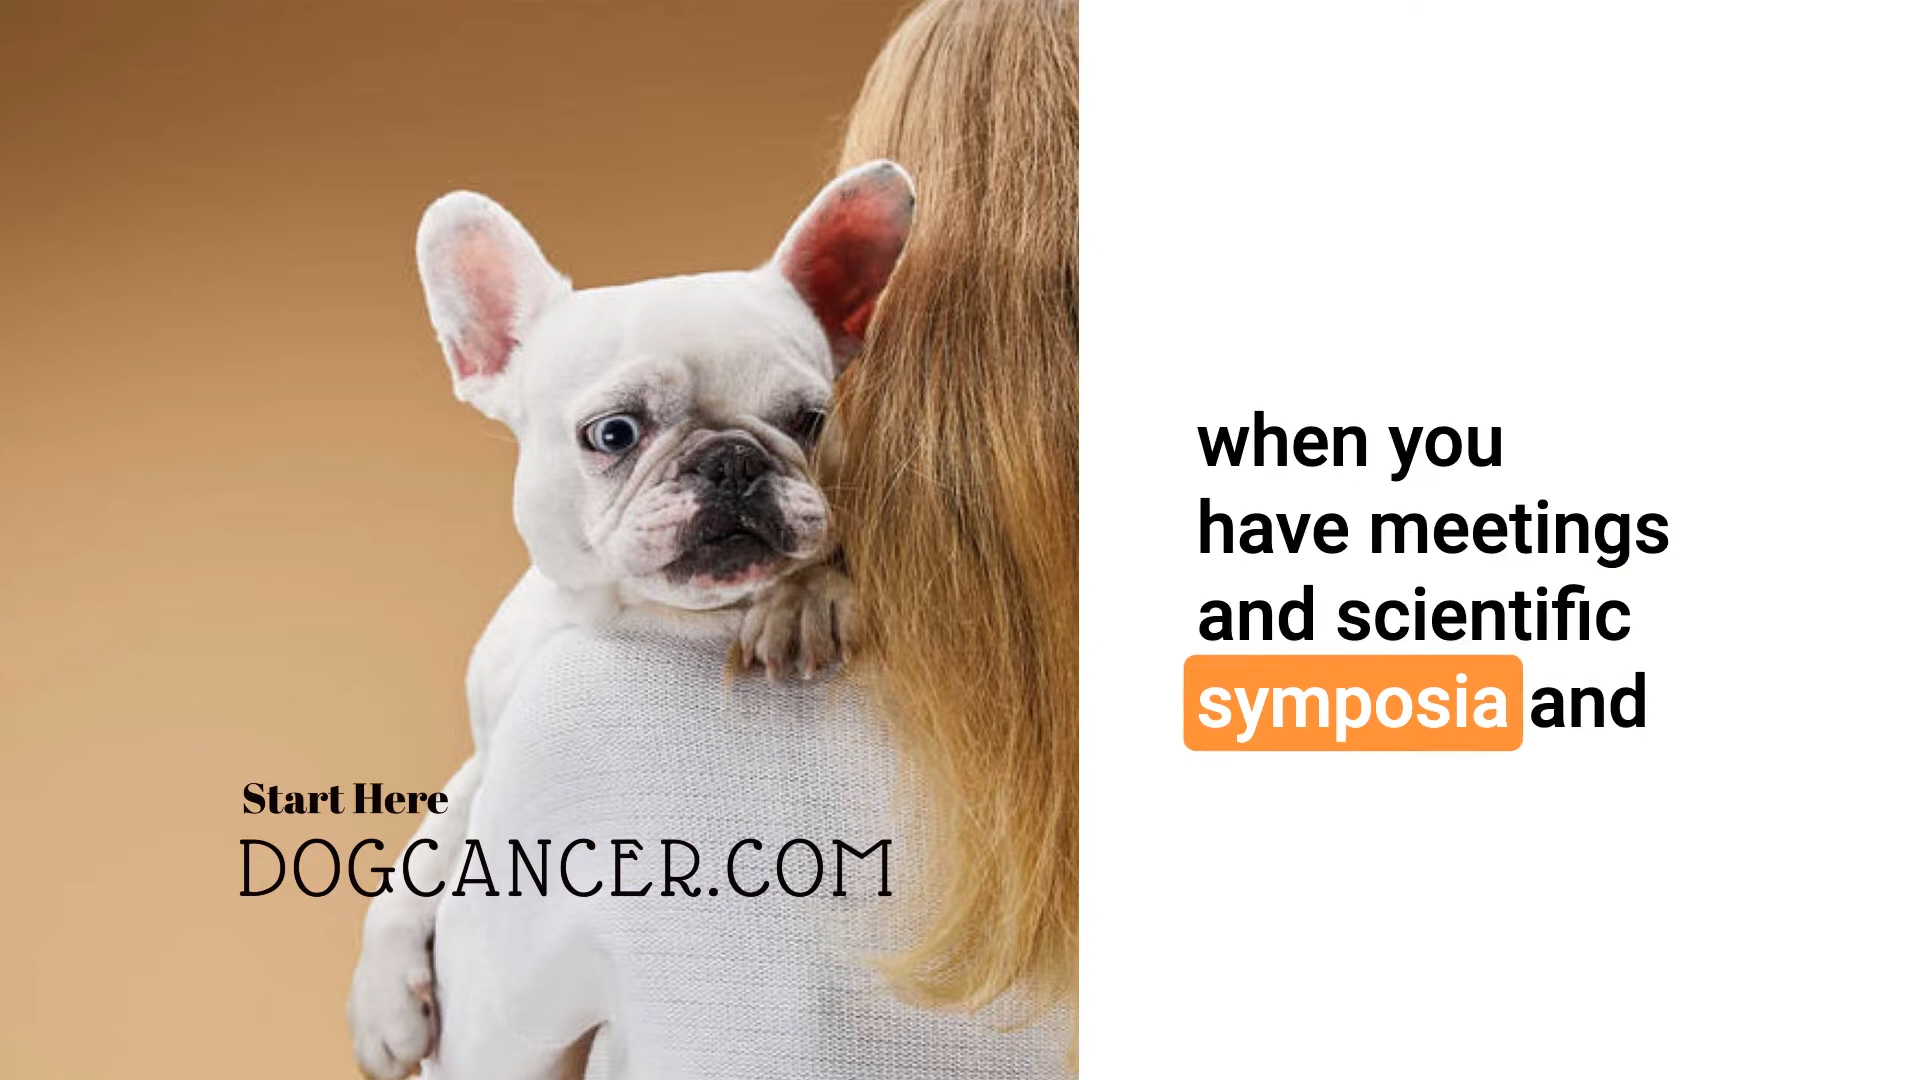 Start Here
DOGCANCER.COM
when you
have meetings
and scientific
symposia and